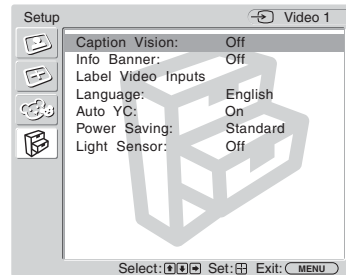 Setup Video 1
Caption Vision: Off
Info Banner: Off
Label Video Inputs
Language: English
Auto YC: On
Power Saving: Standard
Light Sensor: Off
Select: Set: Exit: MENU